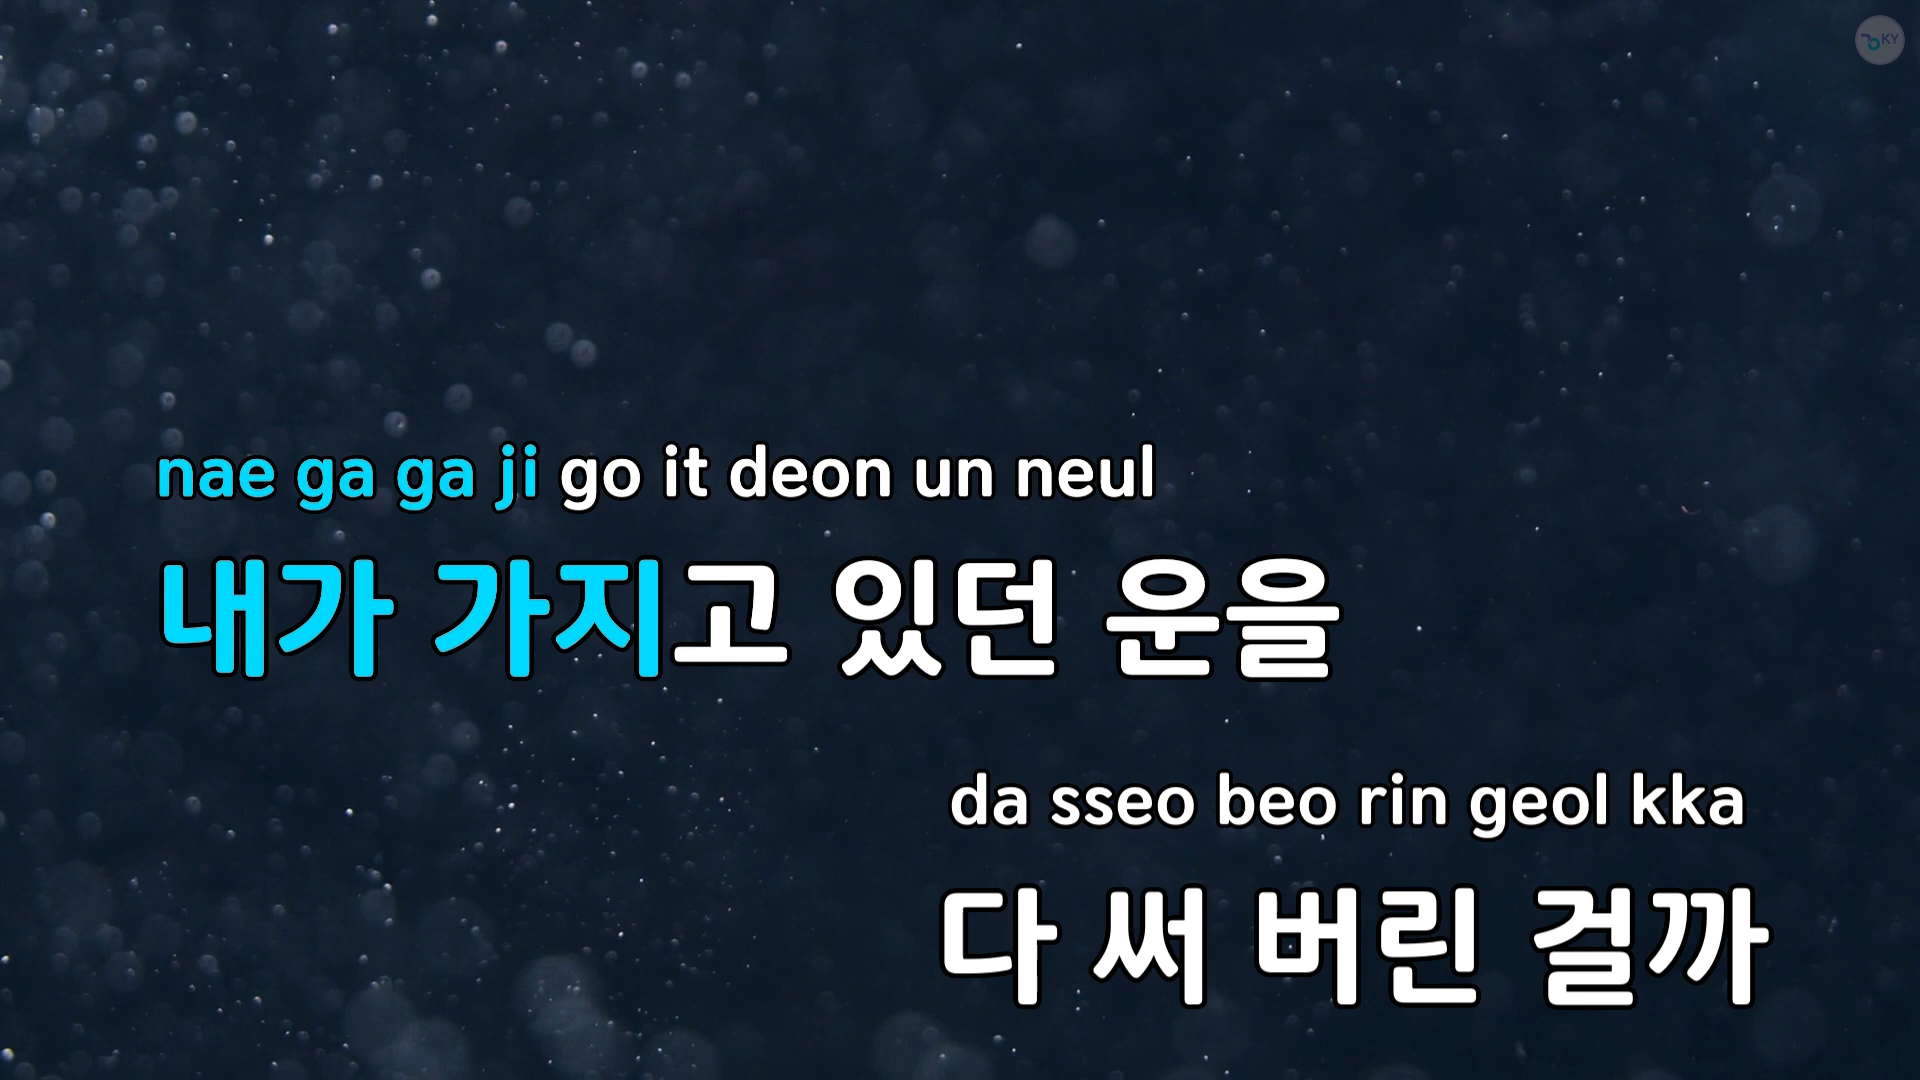 KY
nae ga ga ji go it deon un neul
내가 가지고 있던 운을
da sseo beo rin geol kka
다 써 버린 걸까